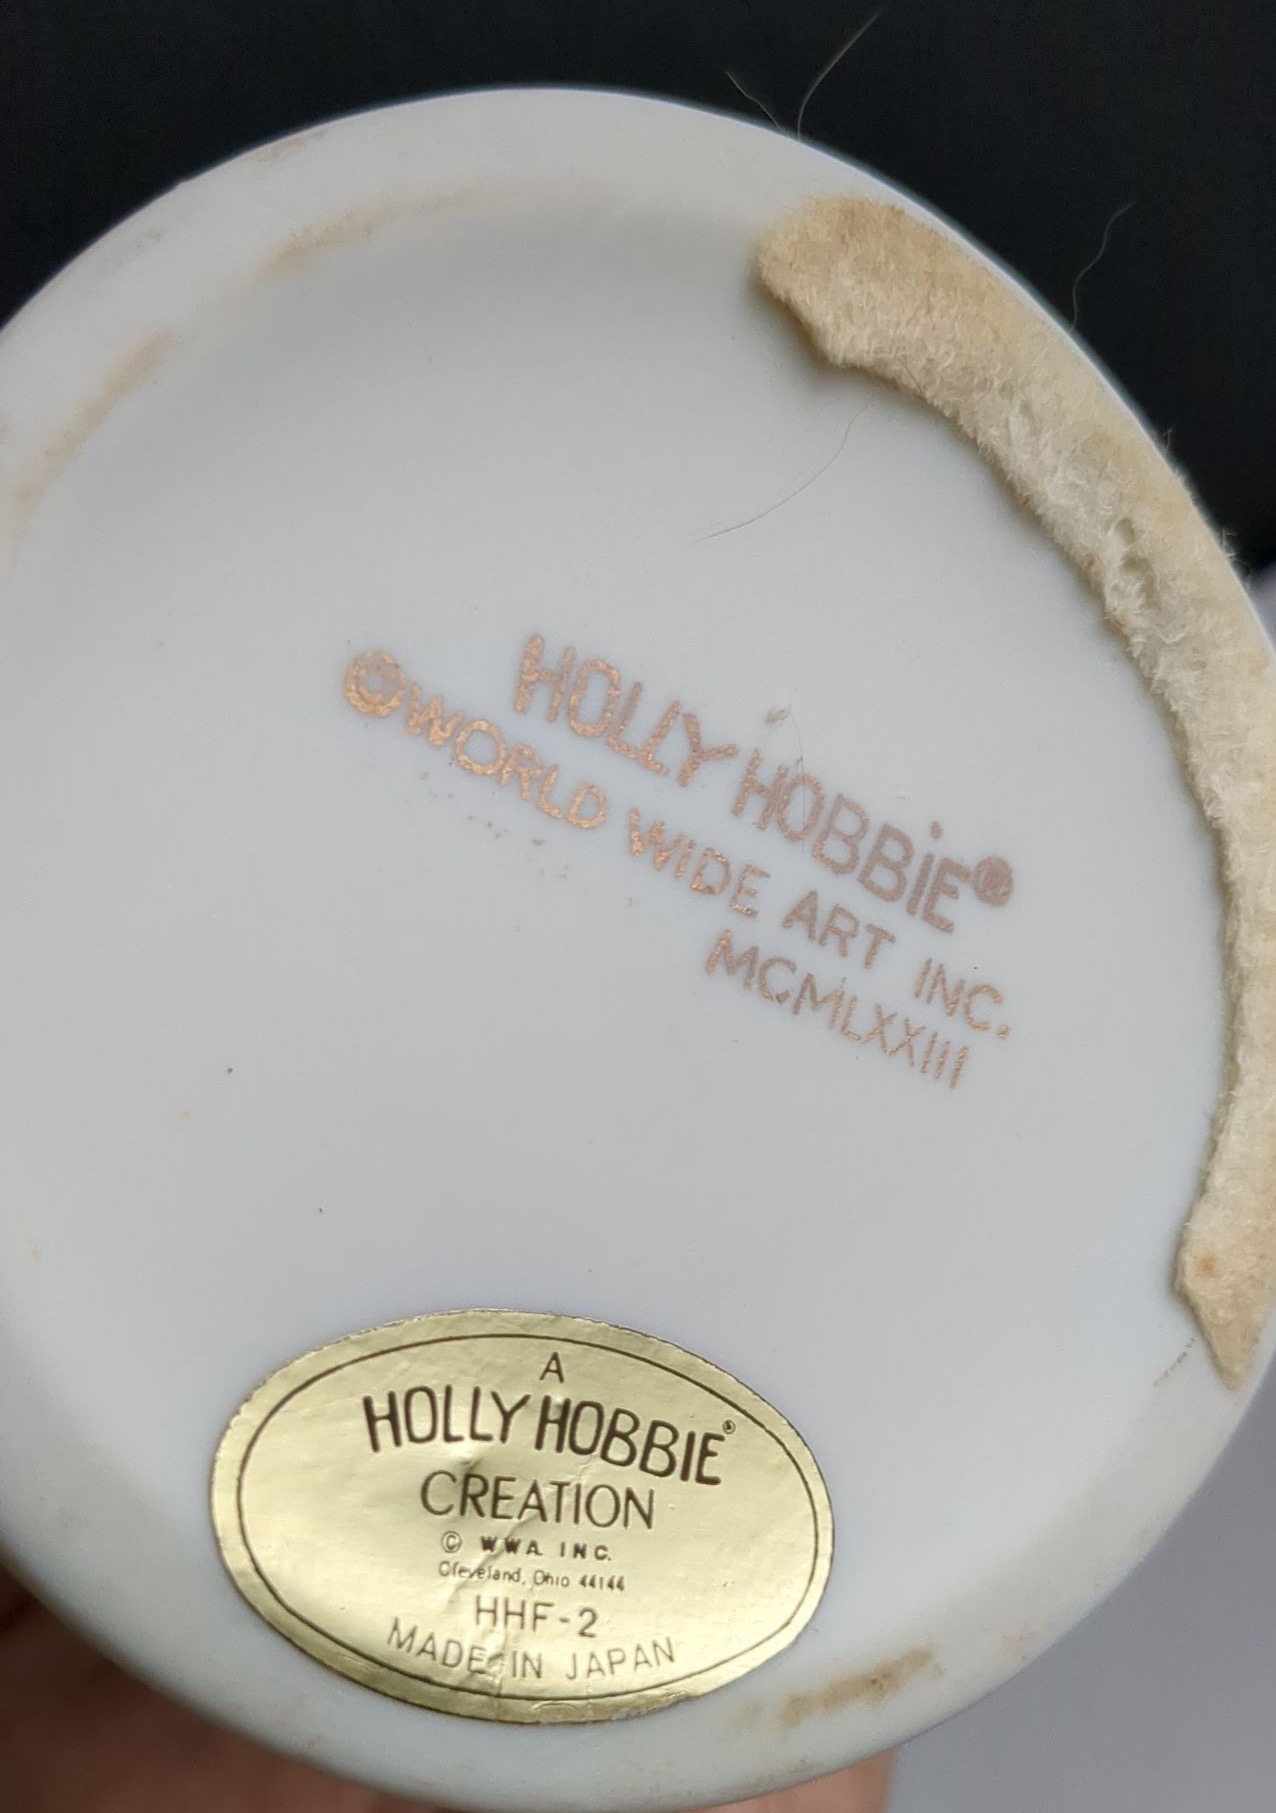 HOLLY HOBBiE®
©WORLD WiDE ART INC.
MCMLXXIII
A
HOLLY HOBBIE®
CREATION
© WWA INC.
Cleveland, Ohio 44144
HHF-2
MADE IN JAPAN